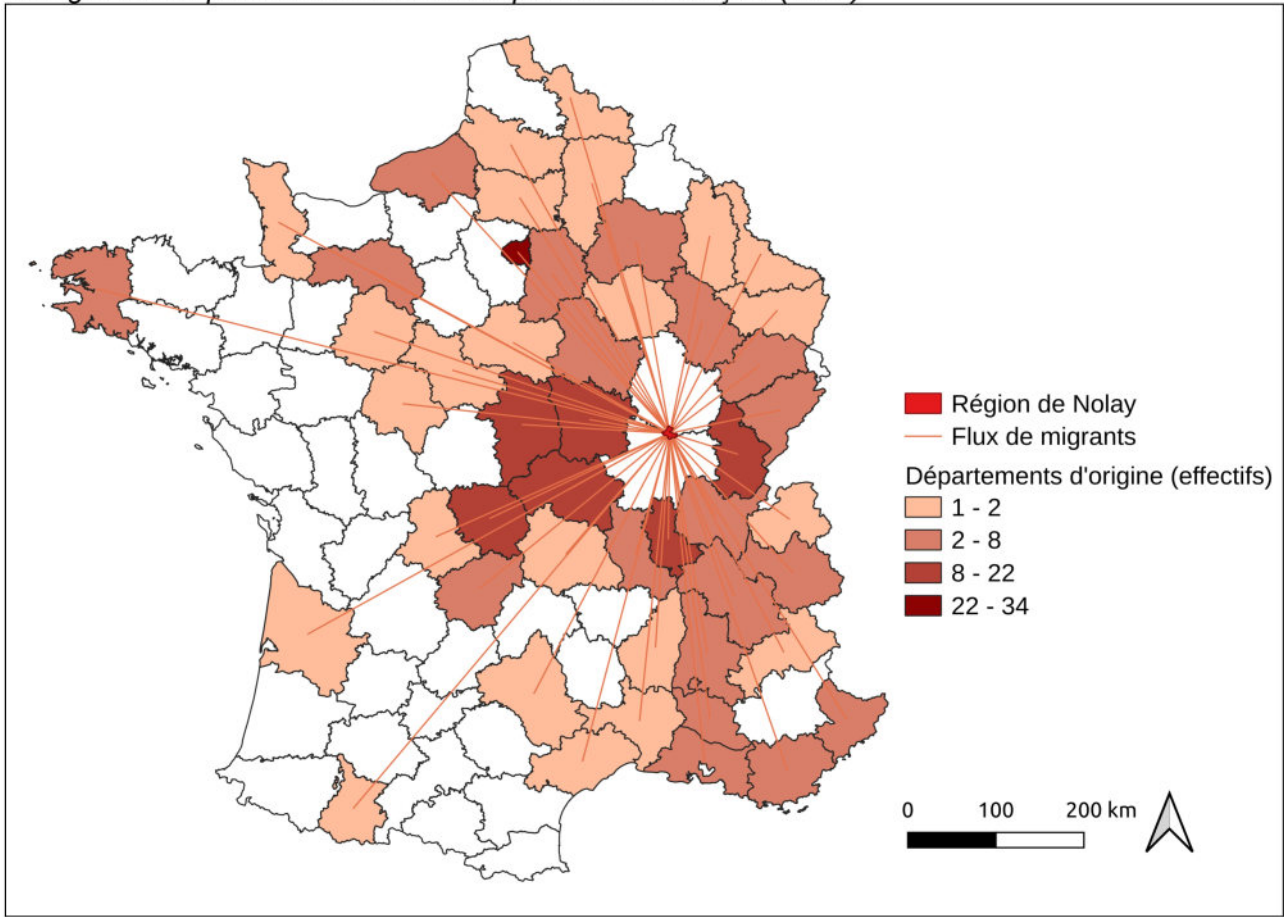 Région de Nolay
Flux de migrants
Départements d'origine (effectifs)
1 - 2
2 - 8
8 - 22
22 - 34
0 100 200 km